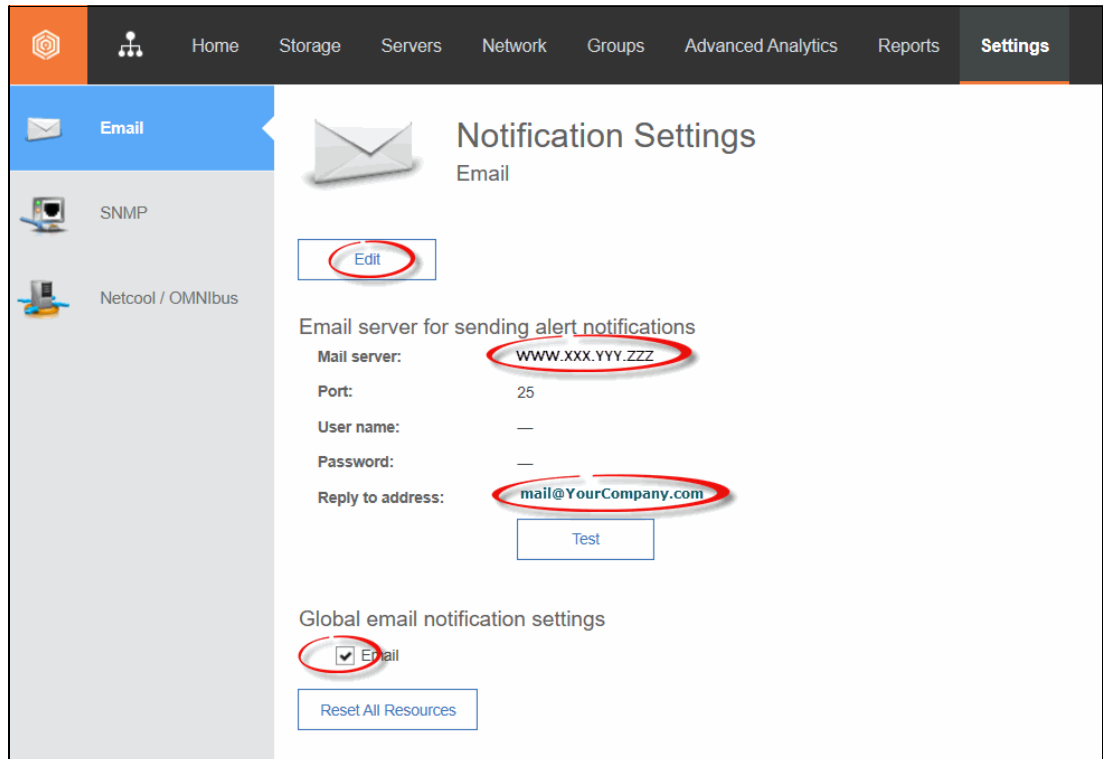 Home Storage Servers Network Groups Advanced Analytics Reports Settings
Email
SNMP
Netcool / OMNIbus
Notification Settings
Email
Edit
Email server for sending alert notifications
Mail server: WWW.XXX.YYY.ZZZ
Port: 25
User name: —
Password: —
Reply to address: mail@YourCompany.com
Test
Global email notification settings
Email
Reset All Resources